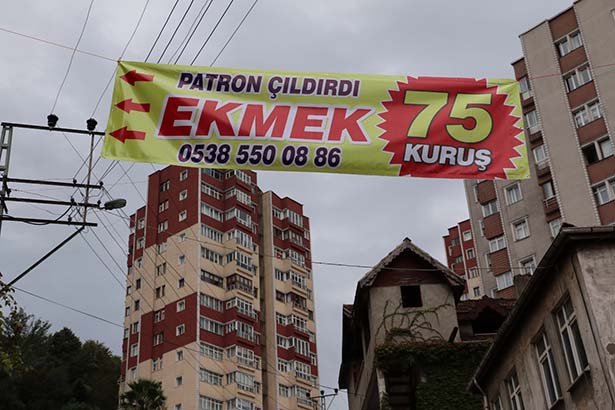 PATRON ÇILDIRDI
EKMEK
0538 550 08 86
75
KURUŞ